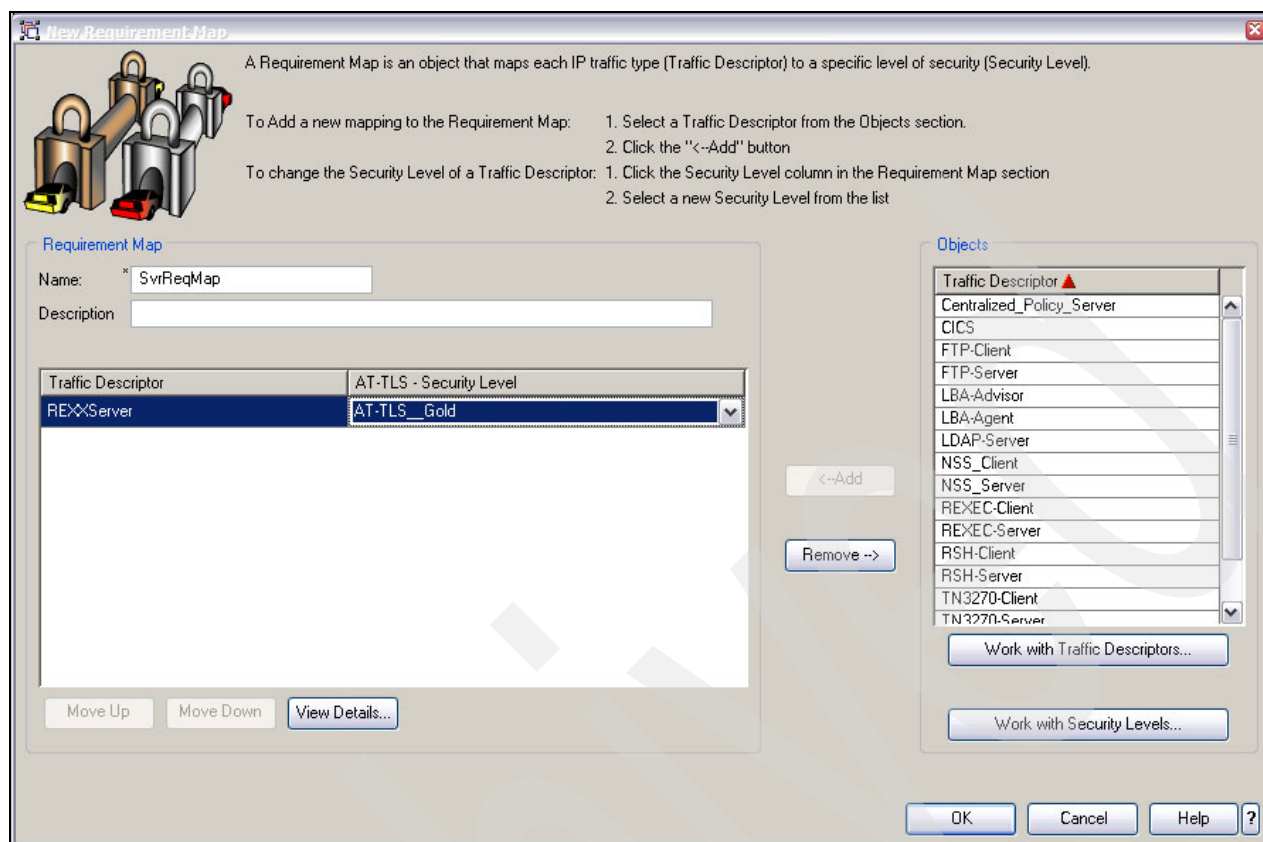 New Requirement Map
A Requirement Map is an object that maps each IP traffic type (Traffic Descriptor) to a specific level of security (Security Level).
To Add a new mapping to the Requirement Map: 1. Select a Traffic Descriptor from the Objects section.
2. Click the "<--Add" button
To change the Security Level of a Traffic Descriptor: 1. Click the Security Level column in the Requirement Map section
2. Select a new Security Level from the list
Requirement Map
Name: * SvrReqMap
Description
Traffic Descriptor AT-TLS - Security Level
REXXServer AT-TLS__Gold
Move Up Move Down View Details...
<--Add
Remove -->
Objects
Traffic Descriptor
Centralized_Policy_Server
CICS
FTP-Client
FTP-Server
LBA-Advisor
LBA-Agent
LDAP-Server
NSS_Client
NSS_Server
REXEC-Client
REXEC-Server
RSH-Client
RSH-Server
TN3270-Client
TN3270-Server
Work with Traffic Descriptors...
Work with Security Levels...
OK Cancel Help ?